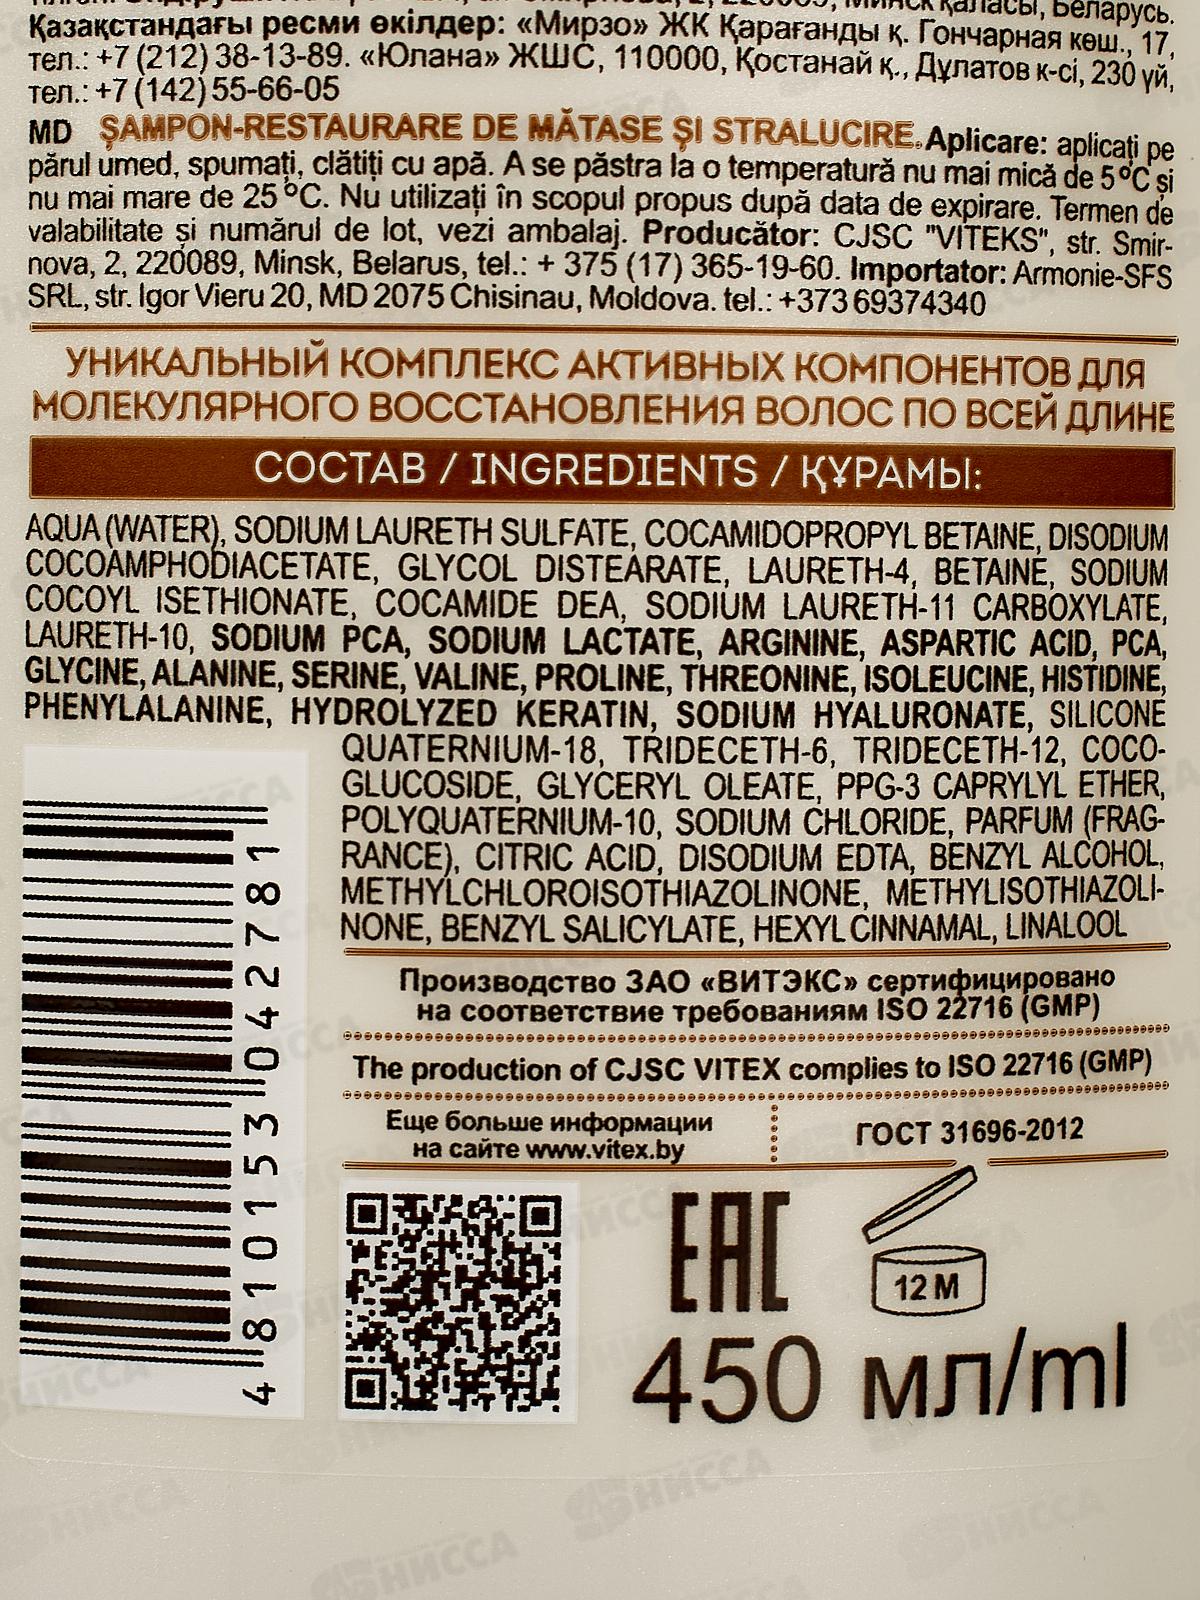 Минск қаласы, Беларусь.
Қазақстандағы ресми өкілдер: «Мирзо» ЖК Қарағанды қ. Гончарная көш., 17,
тел.: +7 (212) 38-13-89. «Юлана» ЖШС, 110000, Қостанай қ., Дулатов к-сі, 230 үй,
тел.: +7 (142) 55-66-05
MD ȘAMPON-RESTAURARE DE MĂTASE ȘI STRALUCIRE. Aplicare: aplicați pe
părul umed, spumați, clătiți cu apă. A se păstra la o temperatură nu mai mică de 5 °C și
nu mai mare de 25 °C. Nu utilizați în scopul propus după data de expirare. Termen de
valabilitate și numărul de lot, vezi ambalaj. Producător: CJSC "VITEKS", str. Smir-
nova, 2, 220089, Minsk, Belarus, tel.: + 375 (17) 365-19-60. Importator: Armonie-SFS
SRL, str. Igor Vieru 20, MD 2075 Chisinau, Moldova. tel.: +373 69374340
УНИКАЛЬНЫЙ КОМПЛЕКС АКТИВНЫХ КОМПОНЕНТОВ ДЛЯ
МОЛЕКУЛЯРНОГО ВОССТАНОВЛЕНИЯ ВОЛОС ПО ВСЕЙ ДЛИНЕ
СОСТАВ / INGREDIENTS / ҚҰРАМЫ:
AQUA (WATER), SODIUM LAURETH SULFATE, COCAMIDOPROPYL BETAINE, DISODIUM
COCOAMPHODIACETATE, GLYCOL DISTEARATE, LAURETH-4, BETAINE, SODIUM
COCOYL ISETHIONATE, COCAMIDE DEA, SODIUM LAURETH-11 CARBOXYLATE,
LAURETH-10, SODIUM PCA, SODIUM LACTATE, ARGININE, ASPARTIC ACID, PCA,
GLYCINE, ALANINE, SERINE, VALINE, PROLINE, THREONINE, ISOLEUCINE, HISTIDINE,
PHENYLALANINE, HYDROLYZED KERATIN, SODIUM HYALURONATE, SILICONE
QUATERNIUM-18, TRIDECETH-6, TRIDECETH-12, COCO-
GLUCOSIDE, GLYCERYL OLEATE, PPG-3 CAPRYLYL ETHER,
POLYQUATERNIUM-10, SODIUM CHLORIDE, PARFUM (FRAG-
RANCE), CITRIC ACID, DISODIUM EDTA, BENZYL ALCOHOL,
METHYLCHLOROISOTHIAZOLINONE, METHYLISOTHIAZOLI-
NONE, BENZYL SALICYLATE, HEXYL CINNAMAL, LINALOOL
4 810153 042781
Производство ЗАО «ВИТЭКС» сертифицировано
на соответствие требованиям ISO 22716 (GMP)
The production of CJSC VITEX complies to ISO 22716 (GMP)
Еще больше информации
на сайте www.vitex.by
ГОСТ 31696-2012
EAC
12 M
450 мл/ml